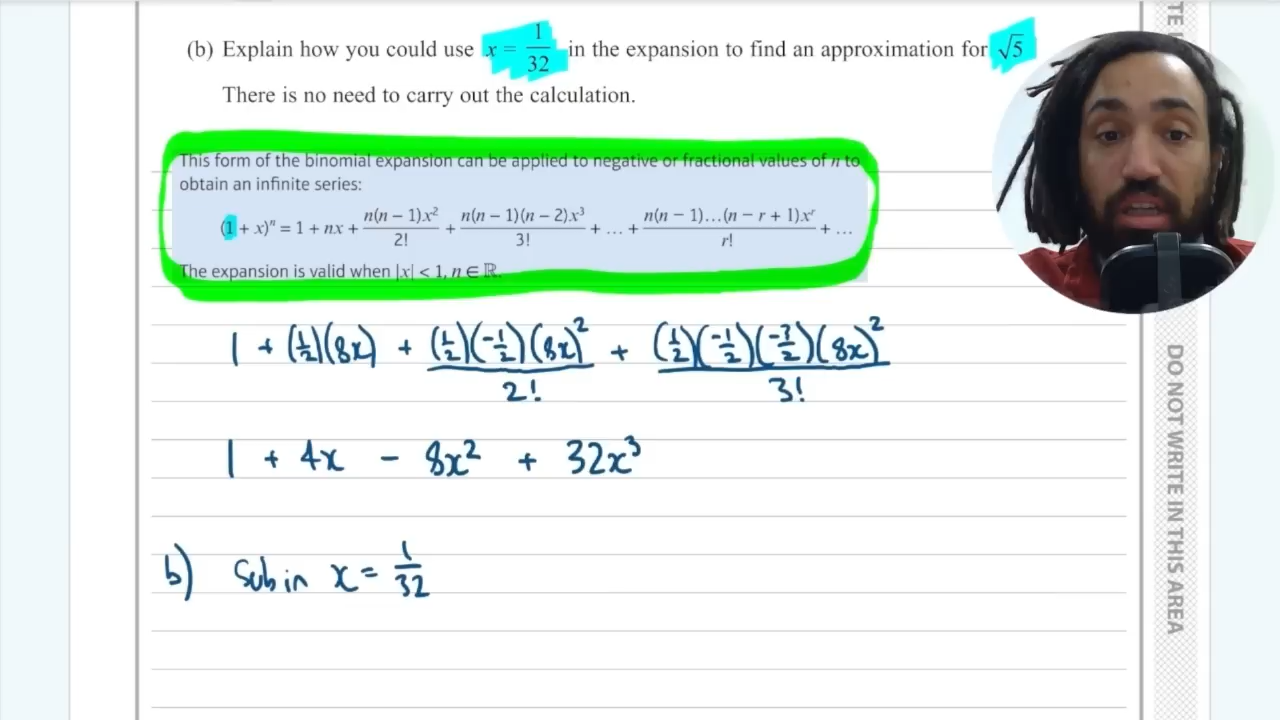 (b) Explain how you could use x = 1/32 in the expansion to find an approximation for √5
There is no need to carry out the calculation.
This form of the binomial expansion can be applied to negative or fractional values of n to
obtain an infinite series:
(1 + x)ⁿ = 1 + nx + n(n − 1)x²/2! + n(n − 1)(n − 2)x³/3! + ... + n(n − 1)...(n − r + 1)xʳ/r! + ...
The expansion is valid when |x| < 1, n ∈ ℝ.
1 + (1/2)(8x) + (1/2)(-1/2)(8x)²/2! + (1/2)(-1/2)(-3/2)(8x)²/3!
1 + 4x − 8x² + 32x³
b) Sub in x = 1/32
DO NOT WRITE IN THIS AREA